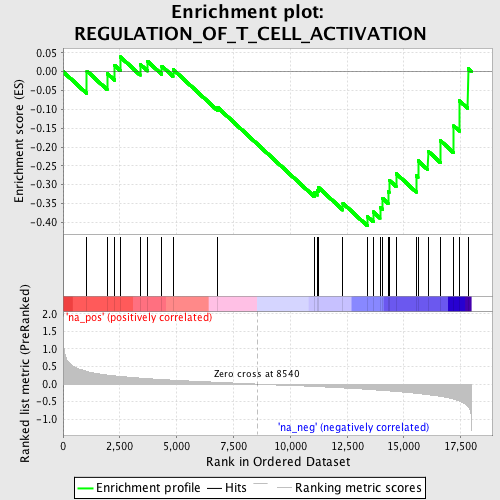 Enrichment plot:
REGULATION_OF_T_CELL_ACTIVATION
Enrichment score (ES)
0.05
0.00
-0.05
-0.10
-0.15
-0.20
-0.25
-0.30
-0.35
-0.40
'na_pos' (positively correlated)
Ranked list metric (PreRanked)
2.0
1.5
1.0
0.5
0.0
-0.5
-1.0
Zero cross at 8540
'na_neg' (negatively correlated)
0
2,500
5,000
7,500
10,000
12,500
15,000
17,500
Rank in Ordered Dataset
Enrichment profile
Hits
Ranking metric scores